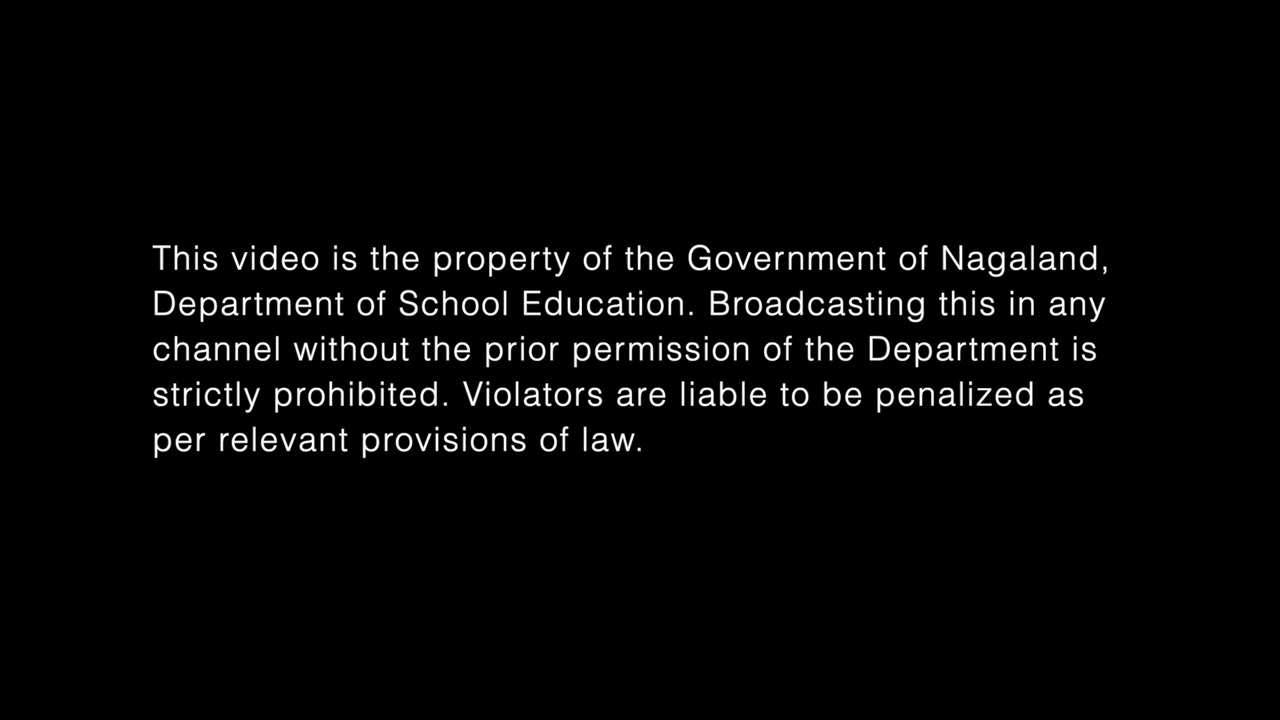 This video is the property of the Government of Nagaland,
Department of School Education. Broadcasting this in any
channel without the prior permission of the Department is
strictly prohibited. Violators are liable to be penalized as
per relevant provisions of law.